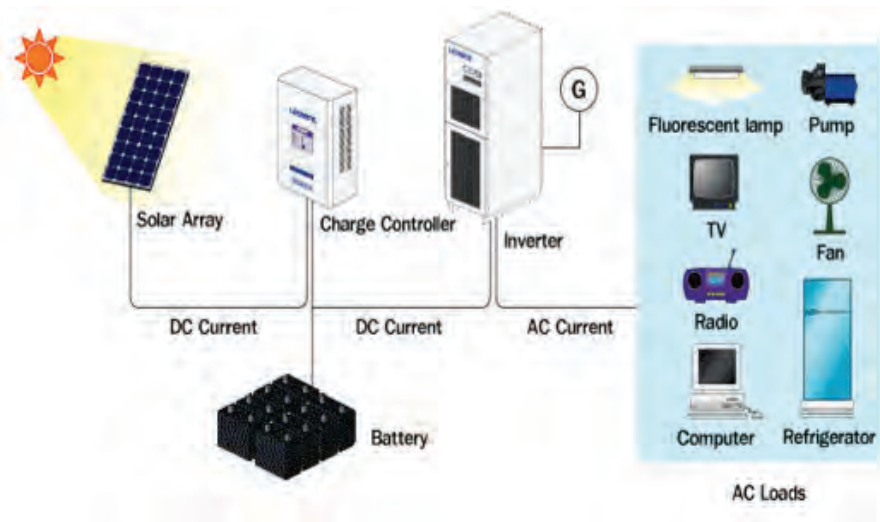 G
Fluorescent lamp
Pump
Solar Array
Charge Controller
Inverter
TV
Fan
DC Current
DC Current
AC Current
Radio
Battery
Computer
Refrigerator
AC Loads